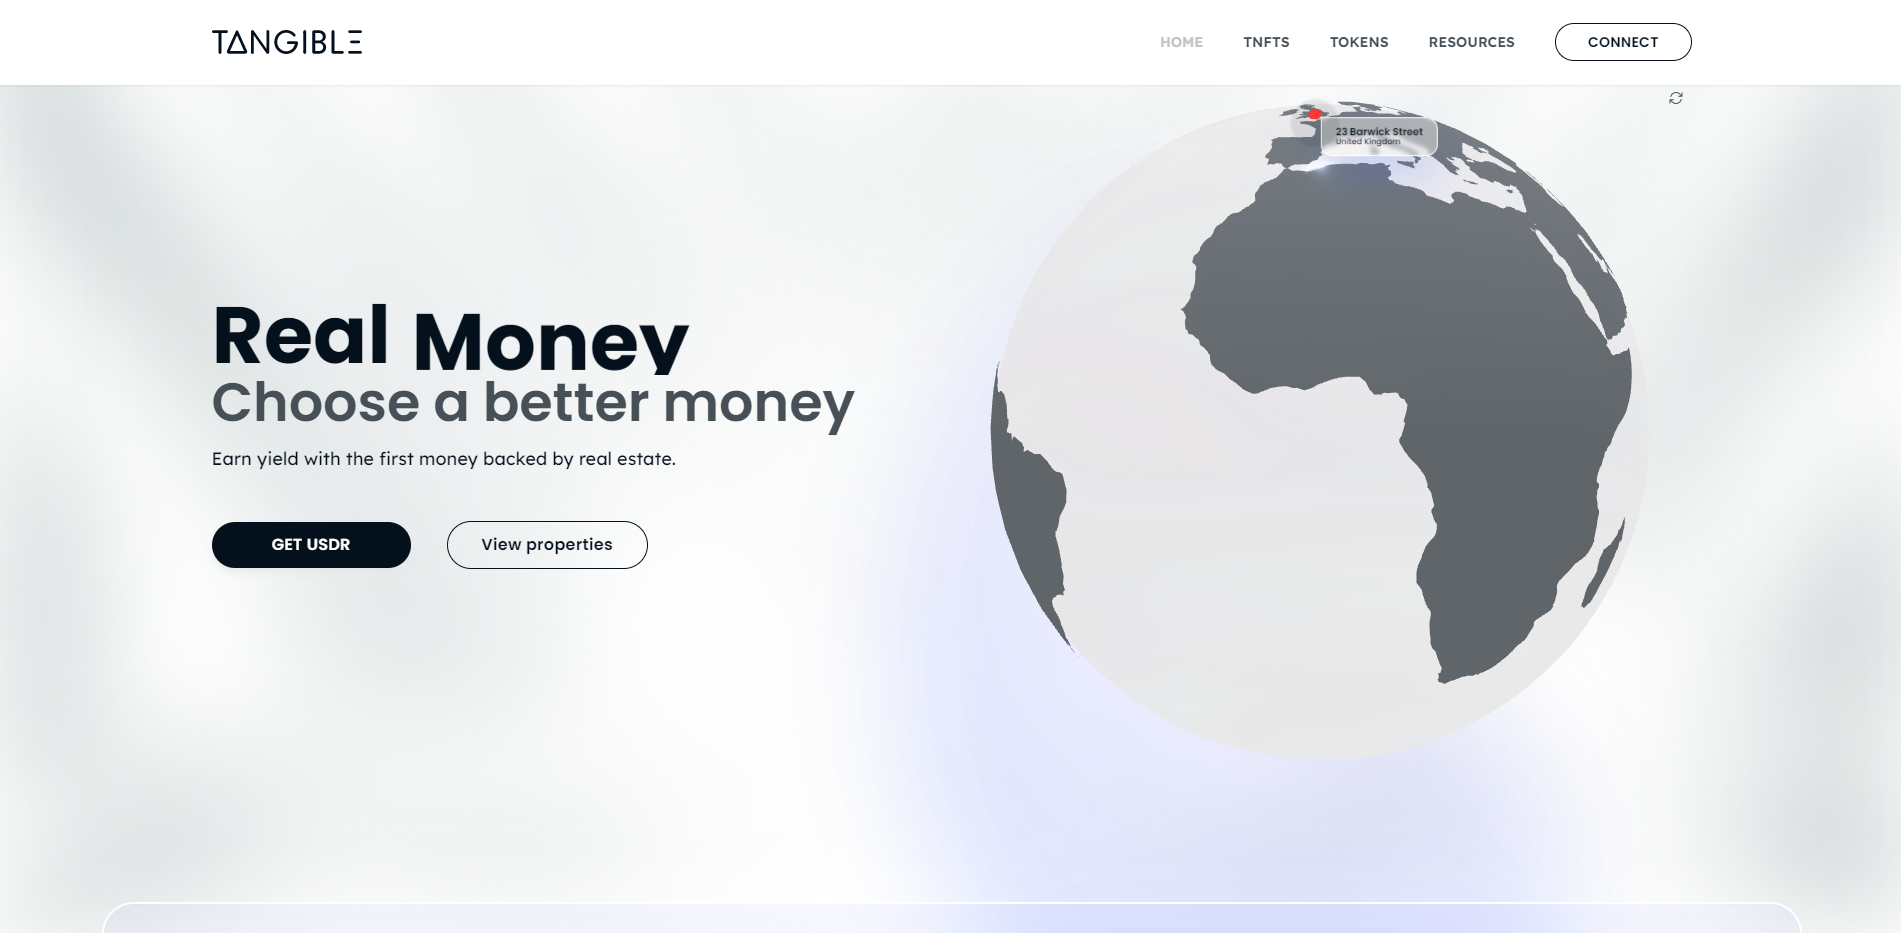 TANGIBLE
HOME TNFTS TOKENS RESOURCES CONNECT
23 Barwick Street
United Kingdom
Real Money
Choose a better money
Earn yield with the first money backed by real estate.
GET USDR View properties